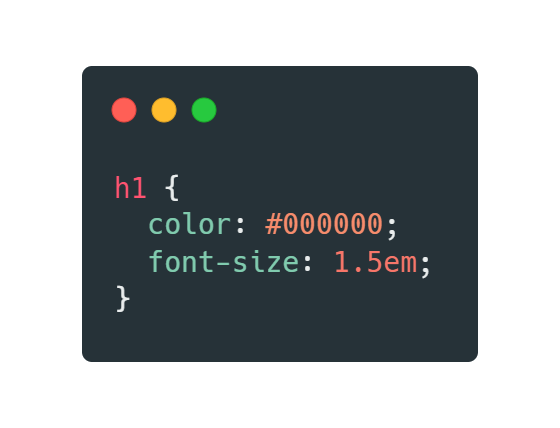 h1 {
  color: #000000;
  font-size: 1.5em;
}